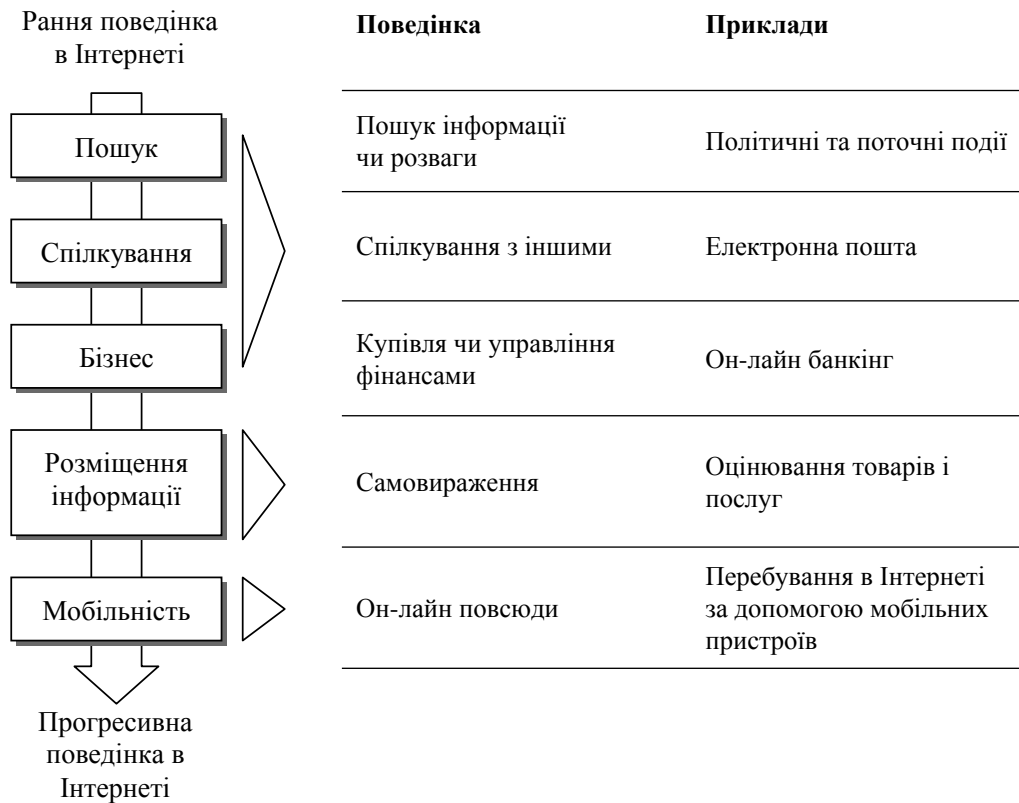 Рання поведінка
в Інтернеті
Поведінка
Приклади
Пошук
Пошук інформації
чи розваги
Політичні та поточні події
Спілкування
Спілкування з іншими
Електронна пошта
Бізнес
Купівля чи управління
фінансами
Он-лайн банкінг
Розміщення
інформації
Самовираження
Оцінювання товарів і
послуг
Мобільність
Он-лайн повсюди
Перебування в Інтернеті
за допомогою мобільних
пристроїв
Прогресивна
поведінка в
Інтернеті